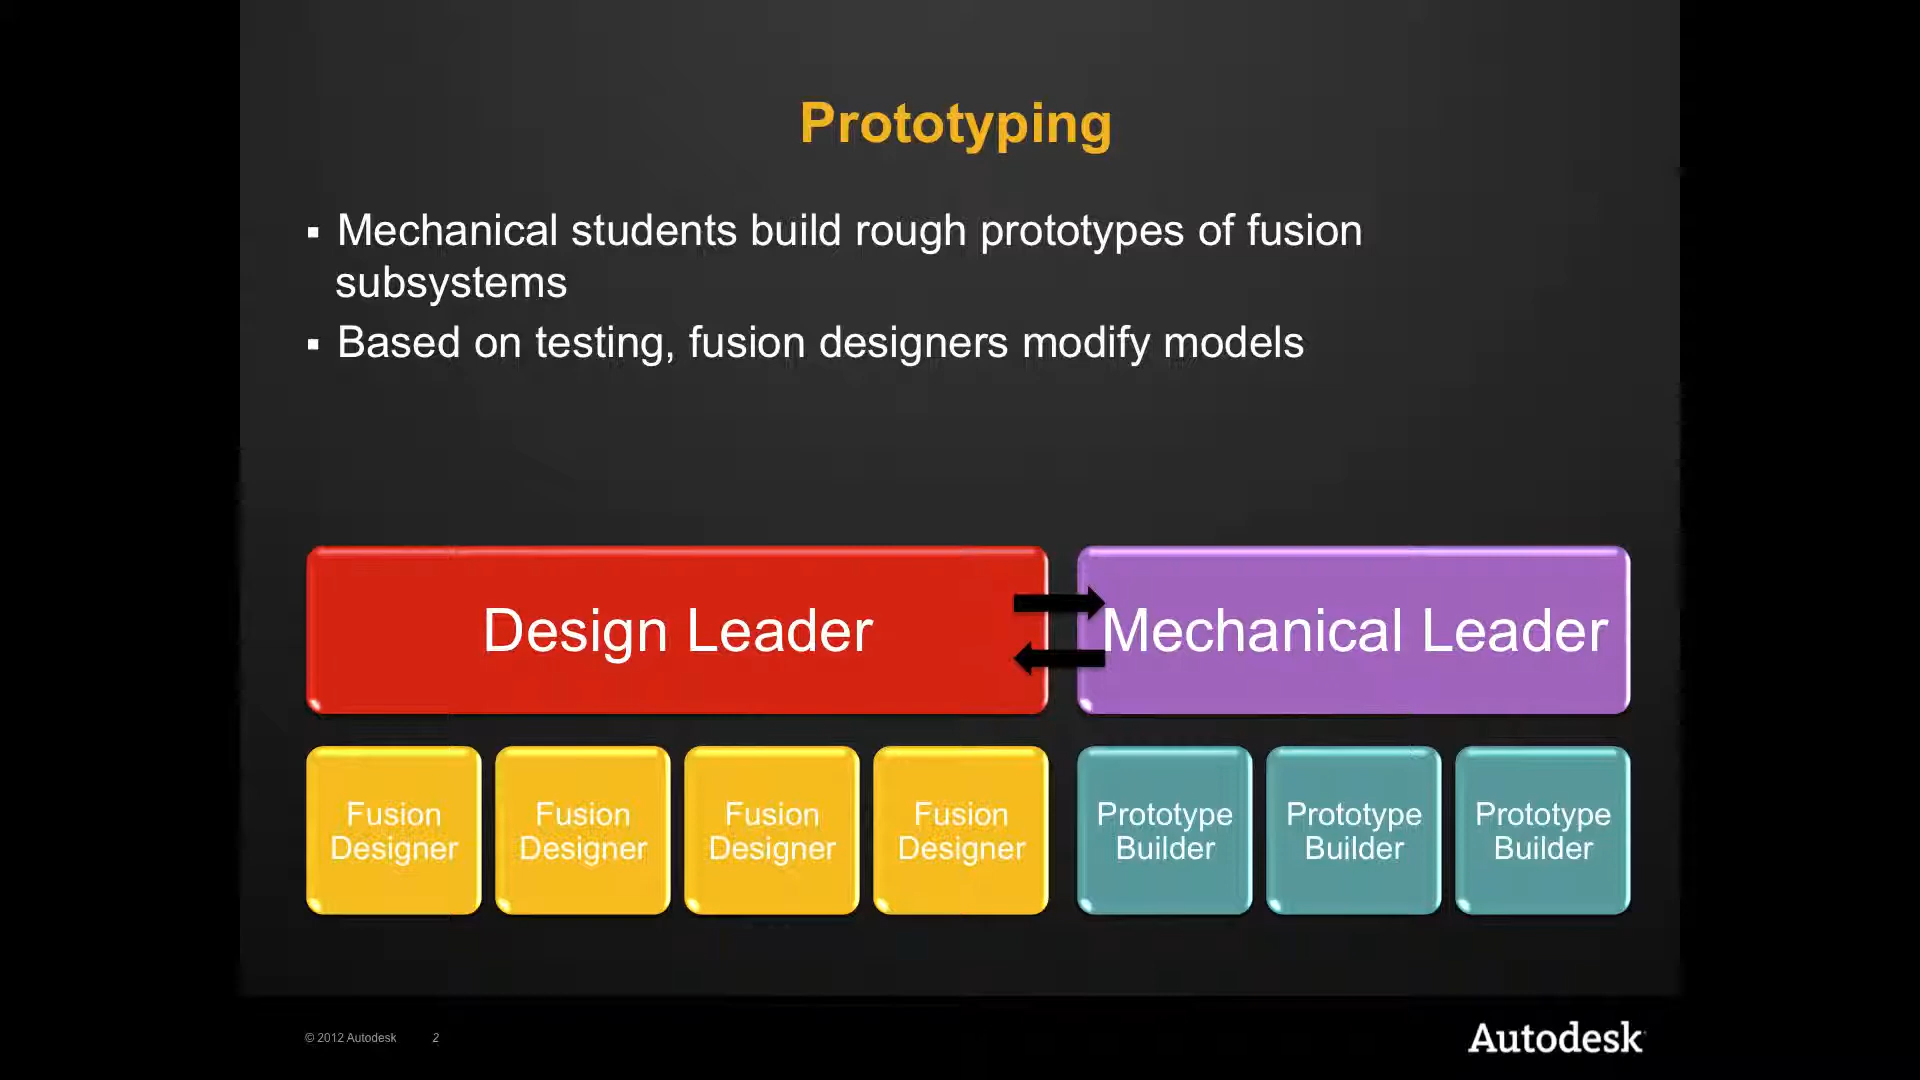 Prototyping
▪ Mechanical students build rough prototypes of fusion
subsystems
▪ Based on testing, fusion designers modify models
Design Leader
Mechanical Leader
Fusion
Designer
Fusion
Designer
Fusion
Designer
Fusion
Designer
Prototype
Builder
Prototype
Builder
Prototype
Builder
© 2012 Autodesk 2
Autodesk